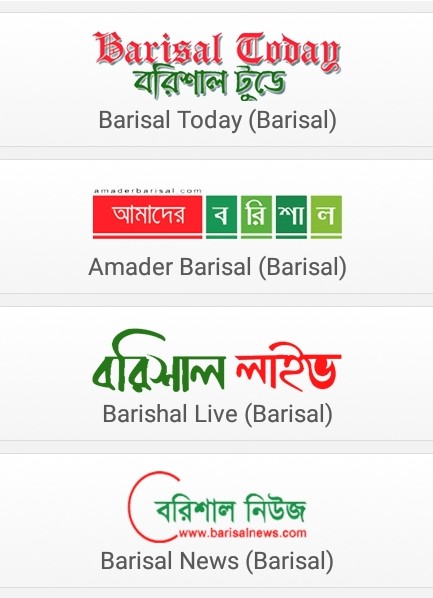 Barisal Today
বরিশাল টুডে
Barisal Today (Barisal)
amaderbarisal.com
আমাদের বরিশাল
Amader Barisal (Barisal)
বরিশাল লাইভ
Barishal Live (Barisal)
বরিশাল নিউজ
www.barisalnews.com
Barisal News (Barisal)